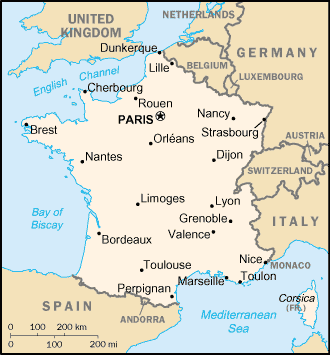 UNITED
KINGDOM
NETHERLANDS
Dunkerque
GERMANY
Lille
BELGIUM
LUXEMBOURG
English Channel
Cherbourg
Rouen
PARIS
Nancy
Strasbourg
Brest
Orléans
AUSTRIA
Nantes
Dijon
SWITZERLAND
Limoges
Lyon
Bay of
Biscay
Grenoble
ITALY
Bordeaux
Valence
Toulouse
Nice
MONACO
Marseille
Toulon
Perpignan
Corsica
(FR.)
SPAIN
ANDORRA
Mediterranean
Sea
0 100 200 km
0 100 200 mi